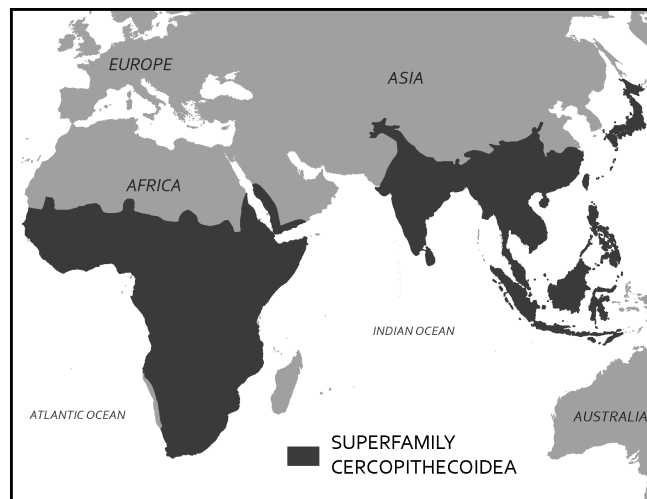 EUROPE
ASIA
AFRICA
INDIAN OCEAN
ATLANTIC OCEAN
AUSTRALIA
SUPERFAMILY
CERCOPITHECOIDEA